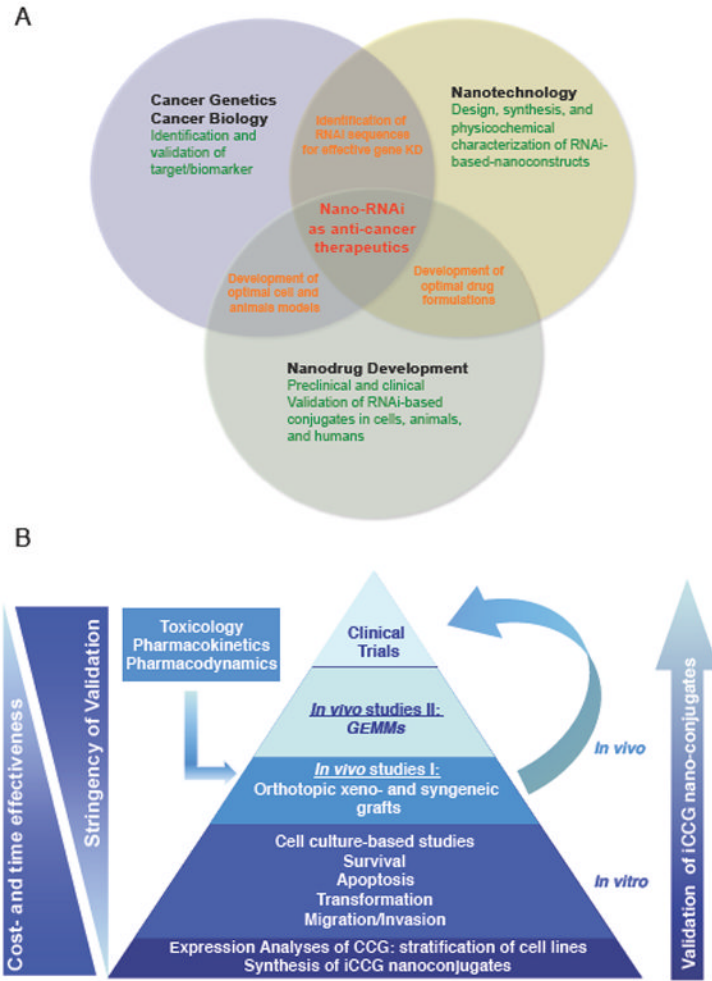 A
Cancer Genetics
Cancer Biology
Identification and
validation of
target/biomarker
Identification of
RNAi sequences
for effective gene KD
Nanotechnology
Design, synthesis, and
physicochemical
characterization of RNAi-
based-nanoconstructs
Nano-RNAi
as anti-cancer
therapeutics
Development of
optimal cell and
animale models
Development of
optimal drug
formulations
Nanodrug Development
Preclinical and clinical
Validation of RNAi-based
conjugates in cells, animals,
and humans
B
Cost- and time effectiveness
Stringency of Validation
Toxicology
Pharmacokinetics
Pharmacodynamics
Clinical
Trials
In vivo studies II:
GEMMs
In vivo studies I:
Orthotopic xeno- and syngeneic
grafts
Cell culture-based studies
Survival
Apoptosis
Transformation
Migration/Invasion
Expression Analyses of CCG: stratification of cell lines
Synthesis of iCCG nanoconjugates
In vivo
In vitro
Validation of iCCG nano-conjugates